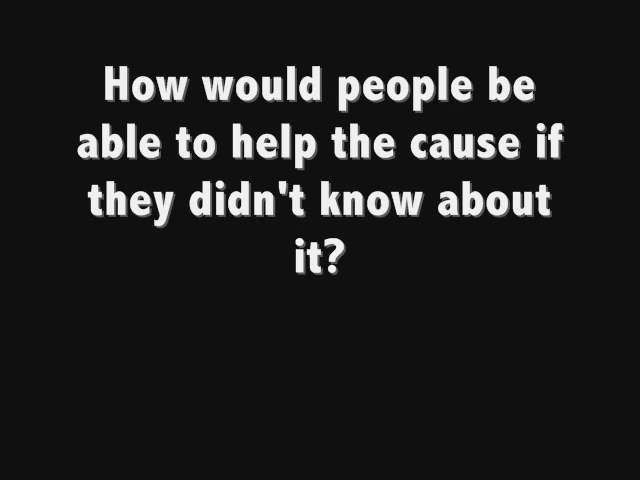 How would people be
able to help the cause if
they didn't know about
it?